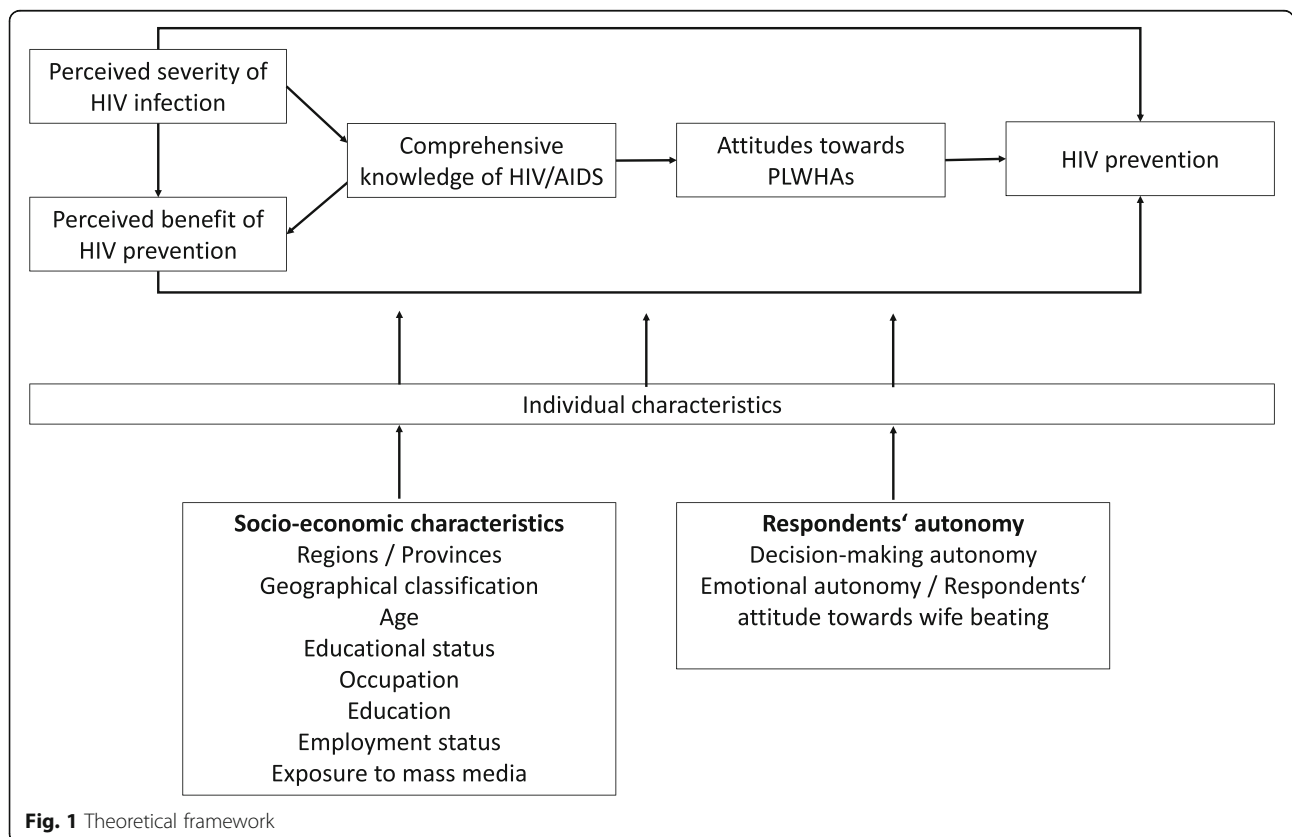 Perceived severity of
HIV infection
Comprehensive
knowledge of HIV/AIDS
Attitudes towards
PLWHAs
HIV prevention
Perceived benefit of
HIV prevention
Individual characteristics
Socio-economic characteristics
Regions / Provinces
Geographical classification
Age
Educational status
Occupation
Education
Employment status
Exposure to mass media
Respondents‘ autonomy
Decision-making autonomy
Emotional autonomy / Respondents‘
attitude towards wife beating
Fig. 1 Theoretical framework